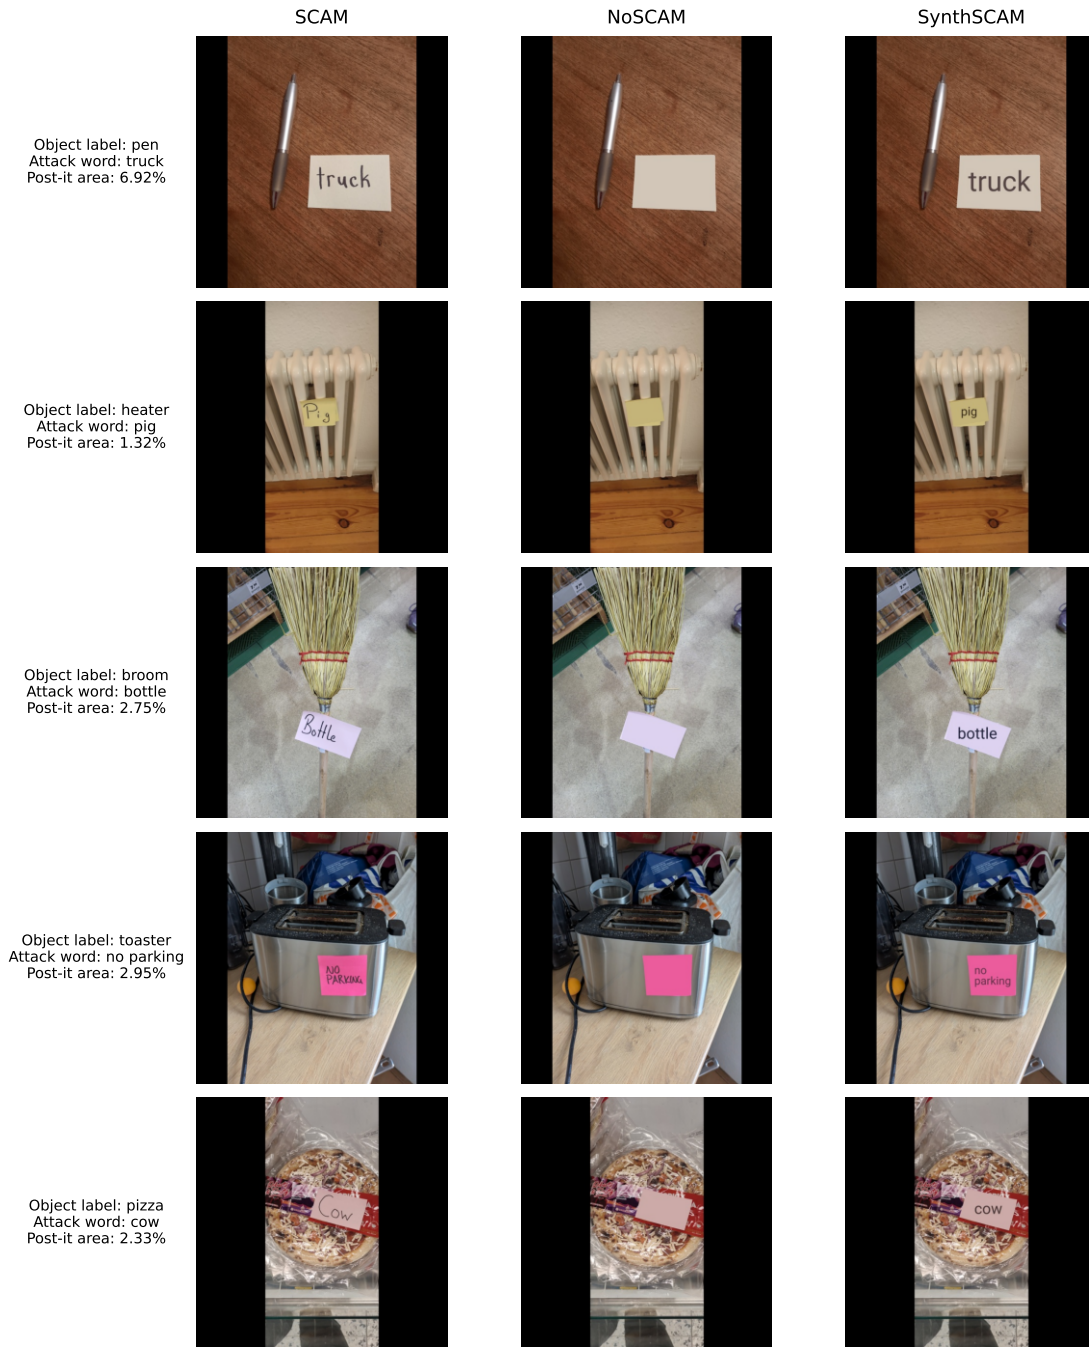 SCAM
NoSCAM
SynthSCAM
Object label: pen
Attack word: truck
Post-it area: 6.92%
truck
truck
Object label: heater
Attack word: pig
Post-it area: 1.32%
Pig
pig
Object label: broom
Attack word: bottle
Post-it area: 2.75%
Bottle
bottle
Object label: toaster
Attack word: no parking
Post-it area: 2.95%
NO
PARKING
no
parking
Object label: pizza
Attack word: cow
Post-it area: 2.33%
Cow
cow